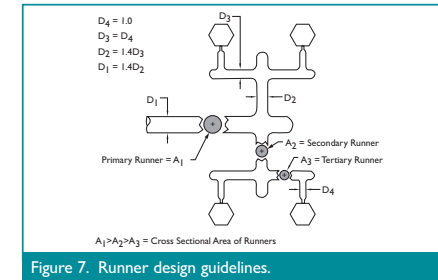 D4 = 1.0
D3 = D4
D2 = 1.4D3
D1 = 1.4D2
D3
D2
D1
A2 = Secondary Runner
Primary Runner = A1
A3 = Tertiary Runner
D4
A1>A2>A3 = Cross Sectional Area of Runners
Figure 7. Runner design guidelines.